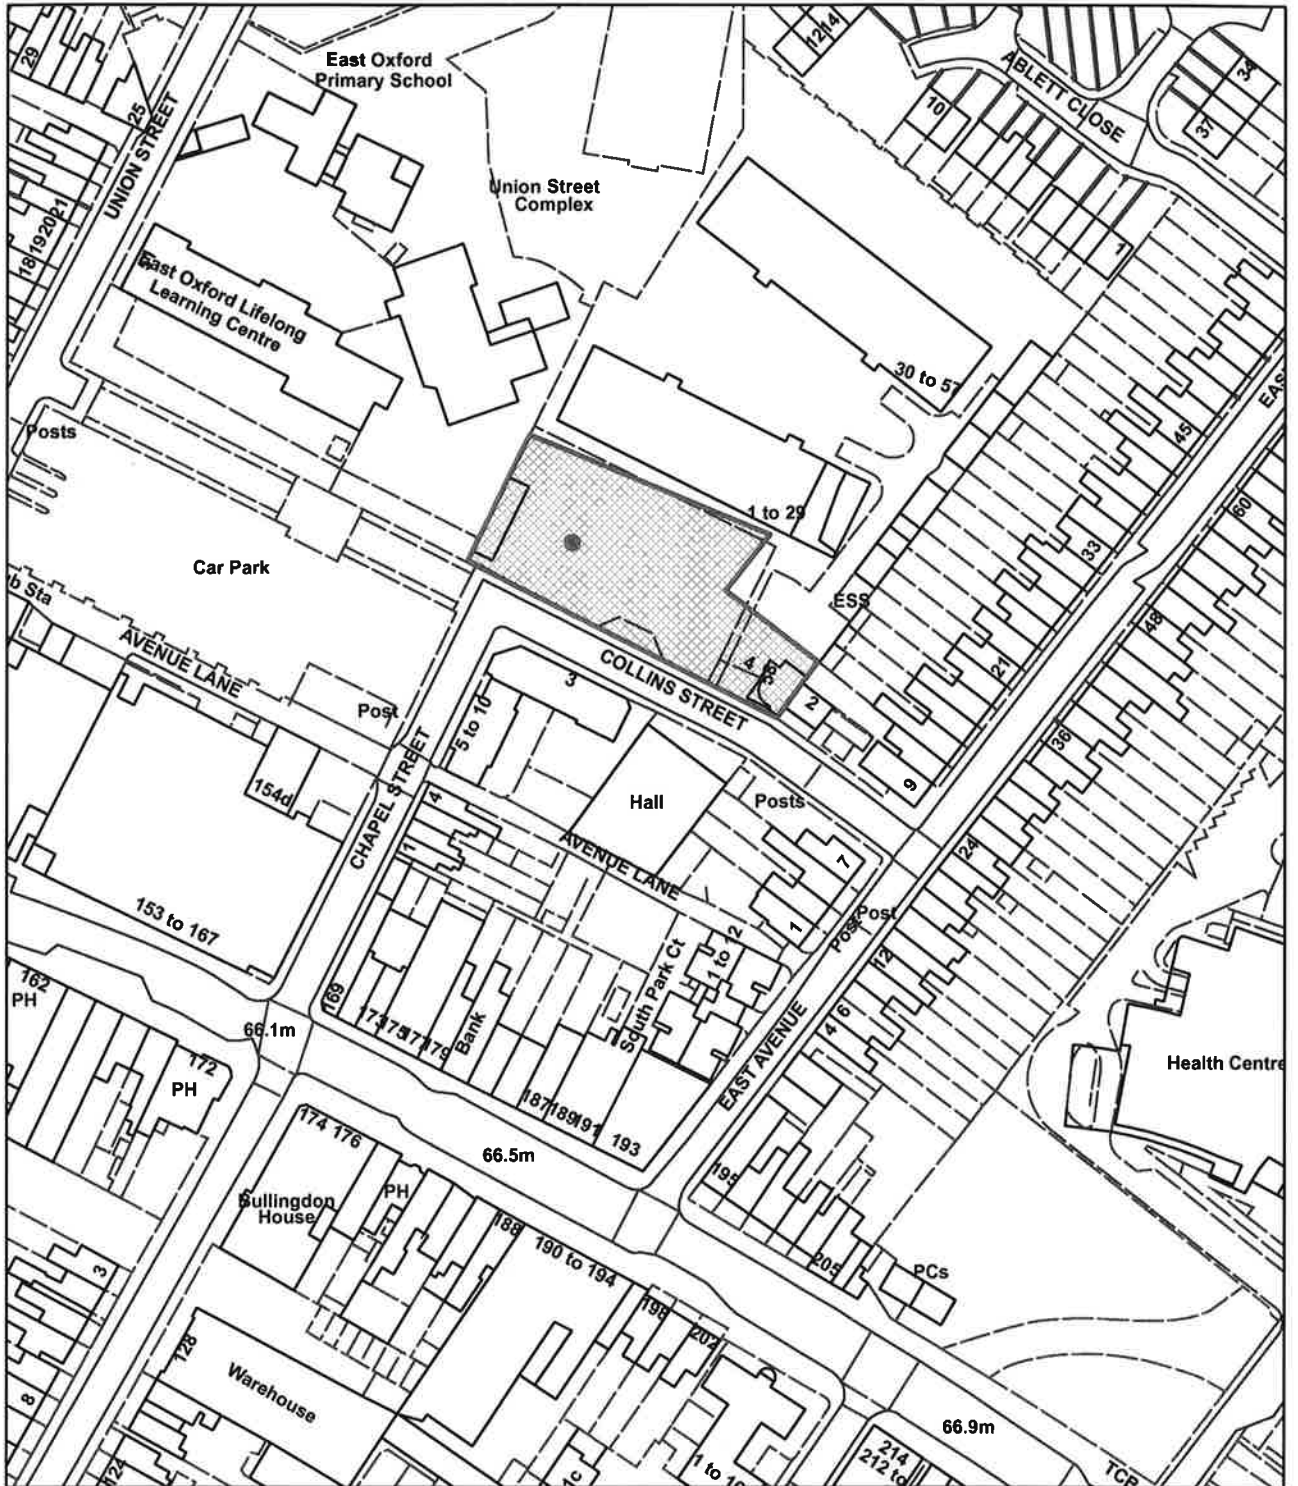 East Oxford
Primary School
12
14
ABLETT CLOSE
34
37
10
1
29
25
UNION STREET
21
20
19
18
Union Street
Complex
East Oxford Lifelong
Learning Centre
30 to 57
45
EAS
Posts
Car Park
1 to 29
60
33
ESS
48
AVENUE LANE
COLLINS STREET
4
2
21
3
Post
5 to 10
36
9
154d
CHAPEL STREET
4
1
Hall
Posts
AVENUE LANE
7
24
153 to 167
1
Post
Post
12
162
PH
169
173
175
177
179
Bank
South Park Ct
1 to 12
6
4
EAST AVENUE
66.1m
172
PH
187
189
191
193
Health Centre
174
176
66.5m
195
Bullingdon
House
PH
188
190 to 194
205
PCs
3
198
202
128
Warehouse
8
66.9m
124
1c
214
212 to
TCB